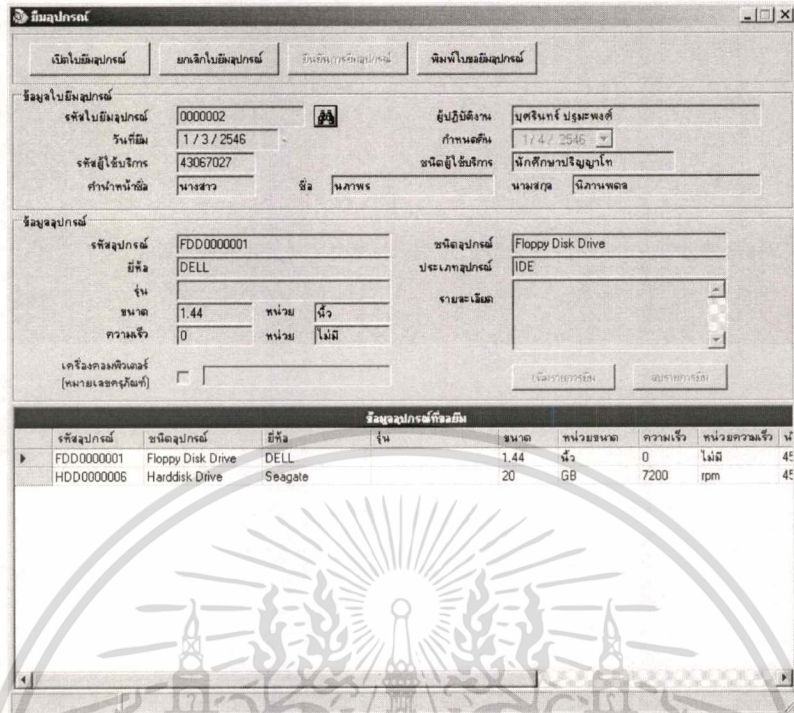 ยืมอุปกรณ์
เปิดใบยืมอุปกรณ์ ยกเลิกใบยืมอุปกรณ์ ยืนยันการยืมอุปกรณ์ พิมพ์ใบขอยืมอุปกรณ์
ข้อมูลใบยืมอุปกรณ์
รหัสใบยืมอุปกรณ์ 0000002 ผู้ปฏิบัติงาน บุศรินทร์ ปรุมะพงศ์
วันที่ยืม 1 / 3 / 2546 กำหนดคืน 1 / 4 / 2546
รหัสผู้ใช้บริการ 43067027 ชนิดผู้ใช้บริการ นักศึกษาปริญญาโท
คำนำหน้าชื่อ นางสาว ชื่อ นภาพร นามสกุล นิภานพดล
ข้อมูลอุปกรณ์
รหัสอุปกรณ์ FDD0000001 ชนิดอุปกรณ์ Floppy Disk Drive
ยี่ห้อ DELL ประเภทอุปกรณ์ IDE
รุ่น รายละเอียด
ขนาด 1.44 หน่วย นิ้ว
ความเร็ว 0 หน่วย ไม่มี
เครื่องคอมพิวเตอร์
(หมายเลขครุภัณฑ์) เพิ่มรายการยืม ลบรายการยืม
ข้อมูลอุปกรณ์ที่ขอยืม
รหัสอุปกรณ์ ชนิดอุปกรณ์ ยี่ห้อ รุ่น ขนาด หน่วยขนาด ความเร็ว หน่วยความเร็ว
FDD0000001 Floppy Disk Drive DELL 1.44 นิ้ว 0 ไม่มี 45
HDD0000006 Harddisk Drive Seagate 20 GB 7200 rpm 45